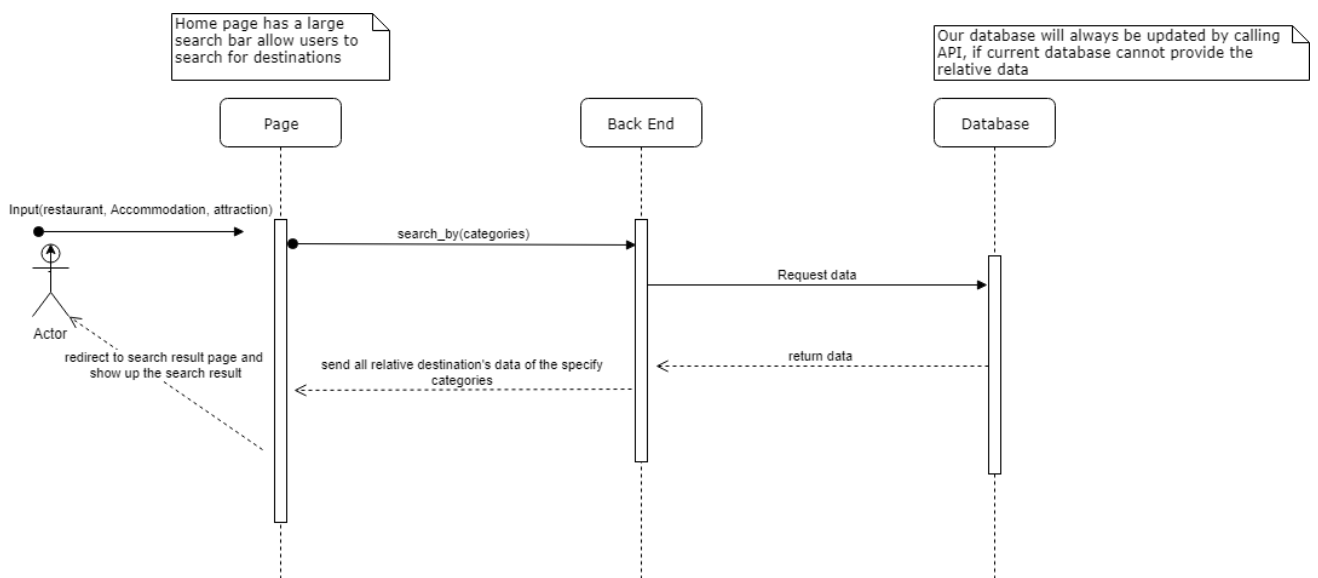 Home page has a large
search bar allow users to
search for destinations
Our database will always be updated by calling
API, if current database cannot provide the
relative data
Page
Back End
Database
Input(restaurant, Accommodation, attraction)
search_by(categories)
Request data
Actor
redirect to search result page and
show up the search result
send all relative destination's data of the specify
categories
return data